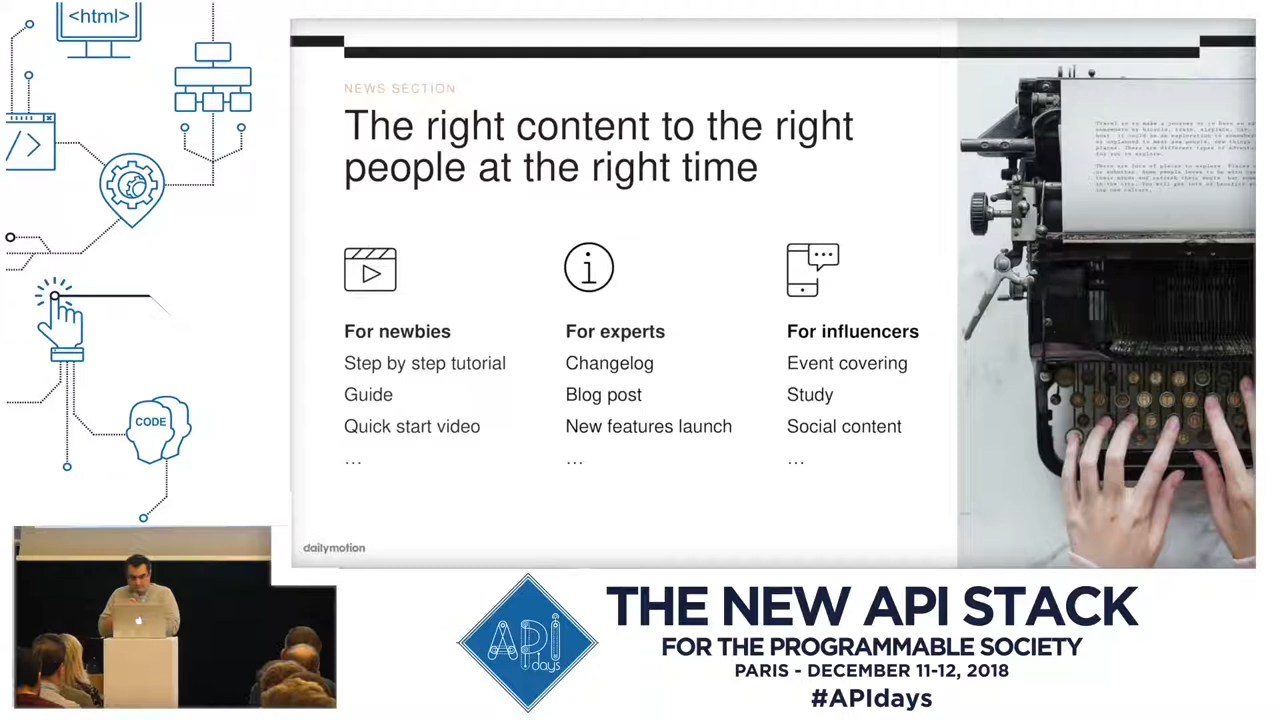 <html>
</>
CODE
NEWS SECTION
The right content to the right
people at the right time
For newbies
Step by step tutorial
Guide
Quick start video
...
For experts
Changelog
Blog post
New features launch
...
For influencers
Event covering
Study
Social content
...
dailymotion
API
days
THE NEW API STACK
FOR THE PROGRAMMABLE SOCIETY
PARIS - DECEMBER 11-12, 2018
#APIdays